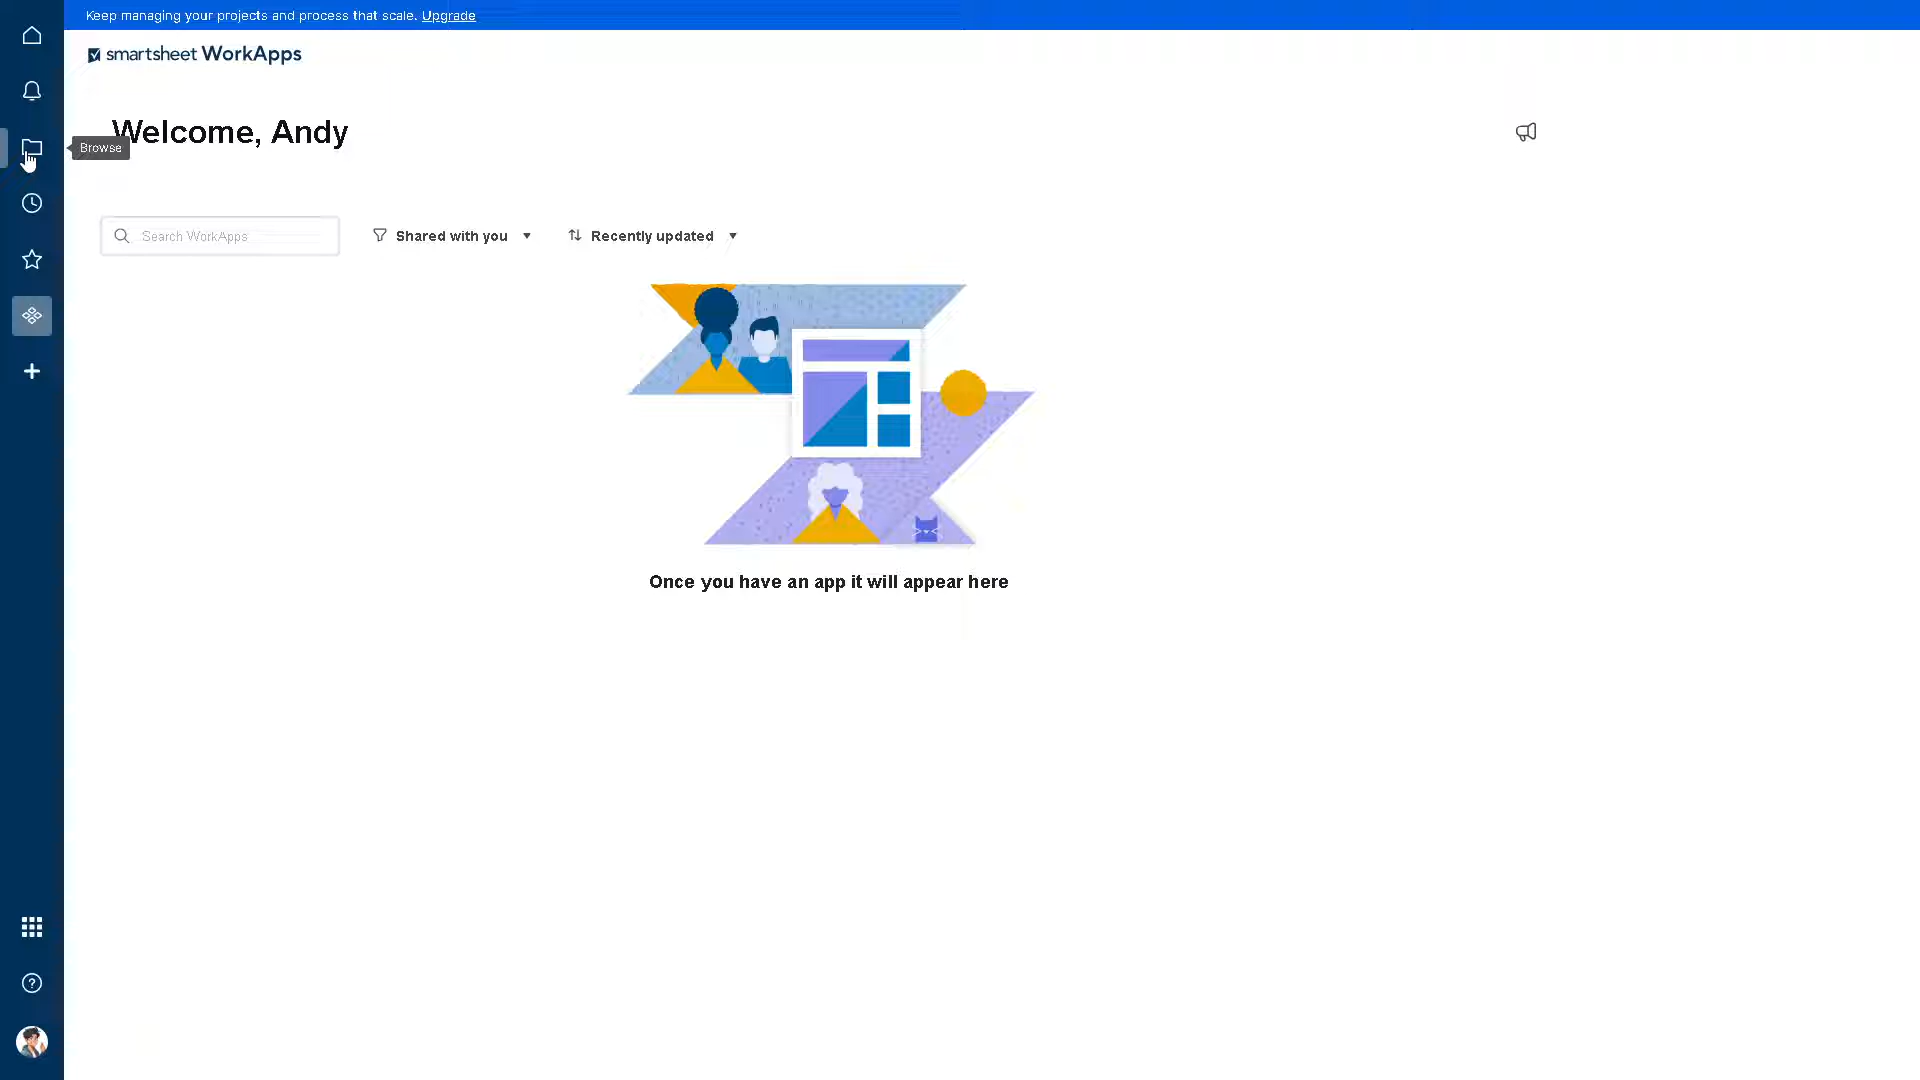 Keep managing your projects and process that scale. Upgrade
smartsheet WorkApps
Welcome, Andy
Browse
Search WorkApps
Shared with you
Recently updated
Once you have an app it will appear here